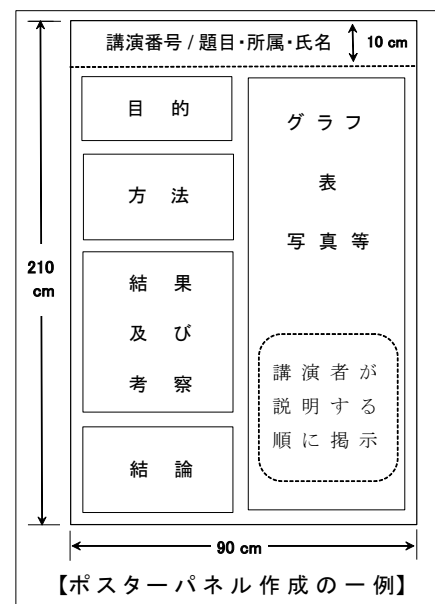 講演番号 / 題目・所属・氏名
10 cm
目 的
方 法
結 果
及 び
考 察
結 論
グ ラ フ
表
写 真 等
講 演 者 が
説 明 す る
順 に 掲 示
210
cm
90 cm
【ポスターパネル作成の一例】